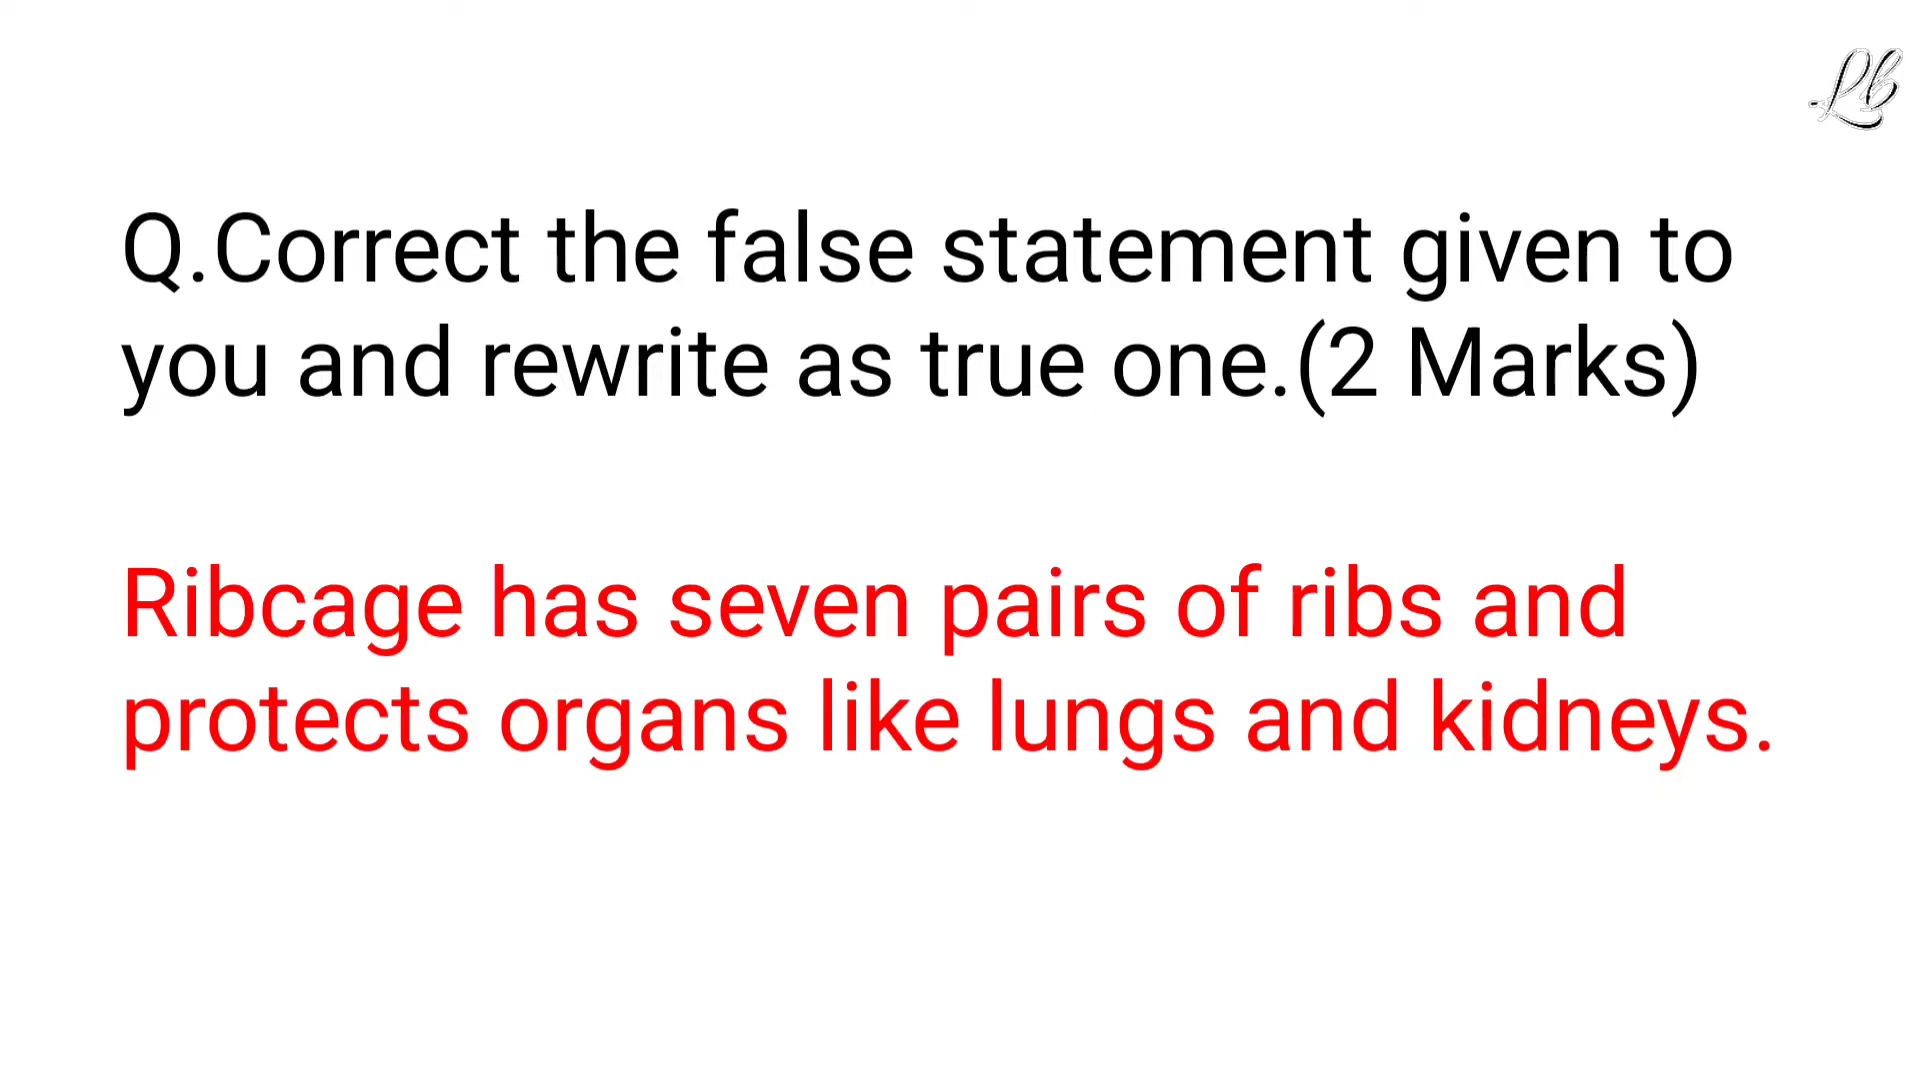 Lb
Q.Correct the false statement given to
you and rewrite as true one.(2 Marks)
Ribcage has seven pairs of ribs and
protects organs like lungs and kidneys.